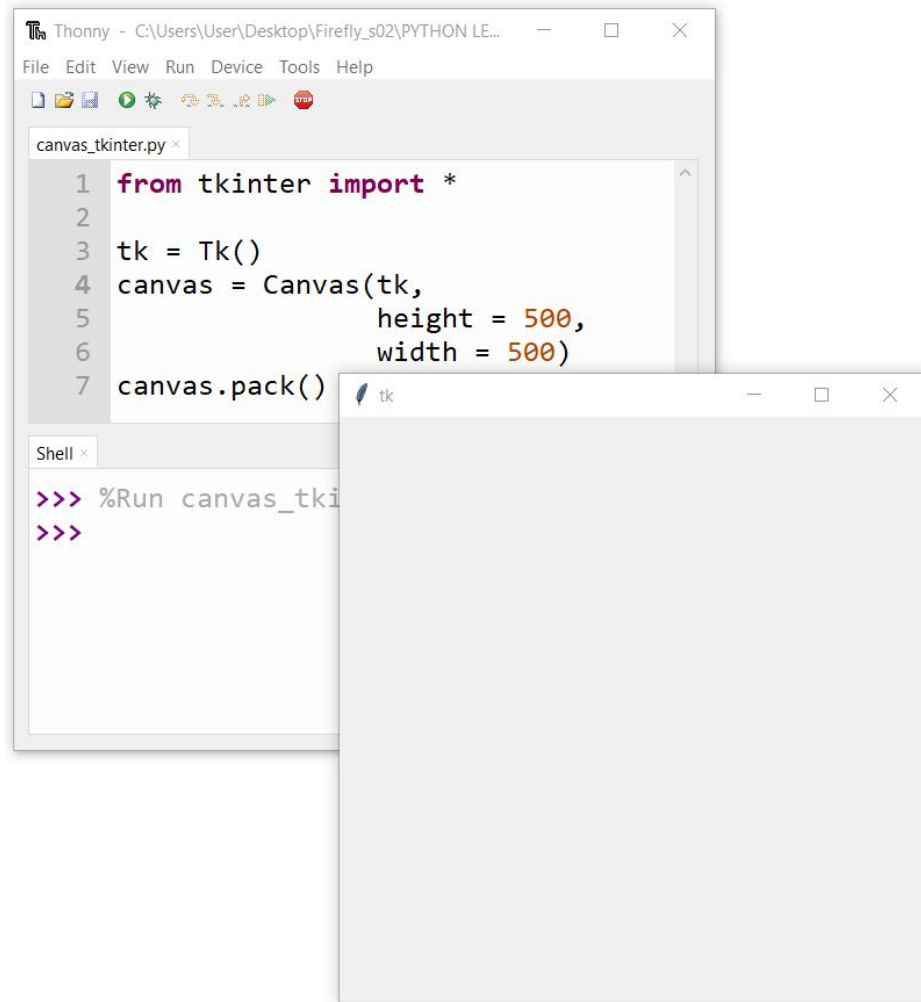 Thonny - C:\Users\User\Desktop\Firefly_s02\PYTHON LE...
File Edit View Run Device Tools Help
STOP
canvas_tkinter.py
1 from tkinter import *
2
3 tk = Tk()
4 canvas = Canvas(tk,
5 height = 500,
6 width = 500)
7 canvas.pack()
tk
Shell
>>> %Run canvas_tki
>>>